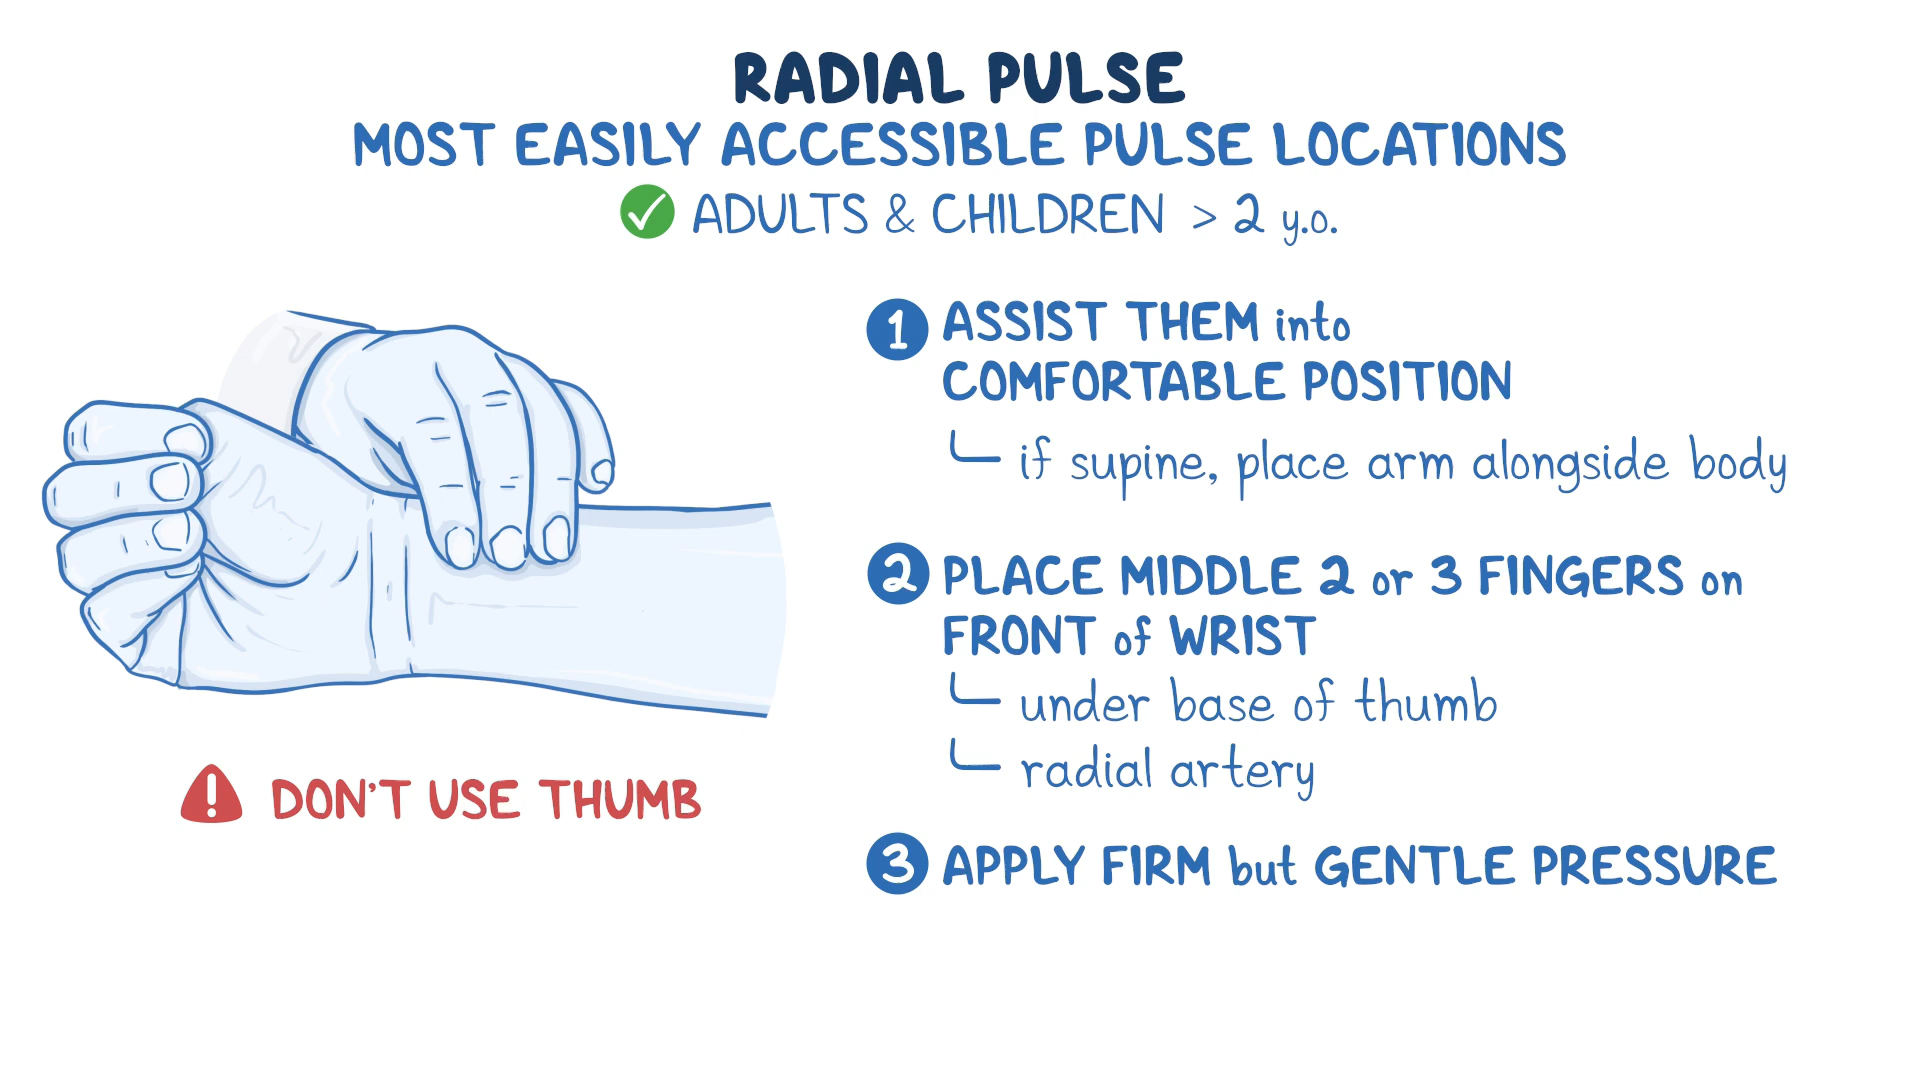 RADIAL PULSE
MOST EASILY ACCESSIBLE PULSE LOCATIONS
ADULTS & CHILDREN > 2 y.o.
1 ASSIST THEM into
COMFORTABLE POSITION
if supine, place arm alongside body
2 PLACE MIDDLE 2 or 3 FINGERS on
FRONT of WRIST
under base of thumb
radial artery
3 APPLY FIRM but GENTLE PRESSURE
DON'T USE THUMB